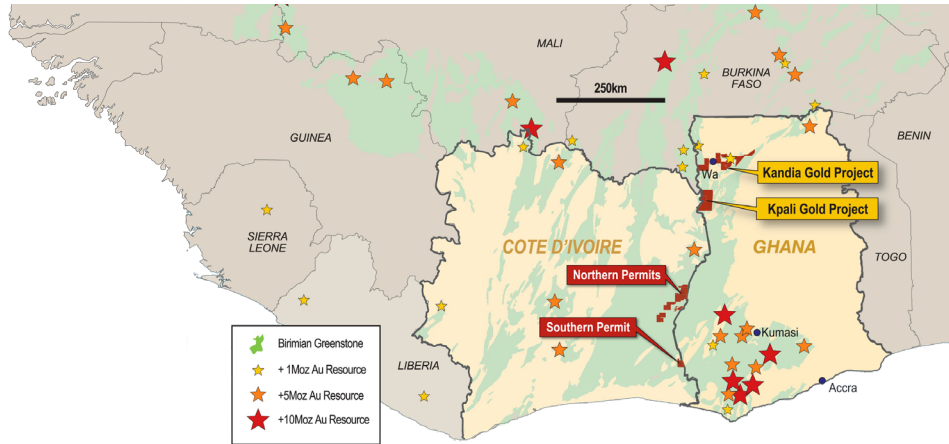 MALI
BURKINA
FASO
250km
GUINEA
BENIN
Wa
Kandia Gold Project
Kpali Gold Project
SIERRA
LEONE
COTE D'IVOIRE
GHANA
TOGO
Northern Permits
Southern Permit
Kumasi
Birimian Greenstone
+ 1Moz Au Resource
+5Moz Au Resource
+10Moz Au Resource
LIBERIA
Accra